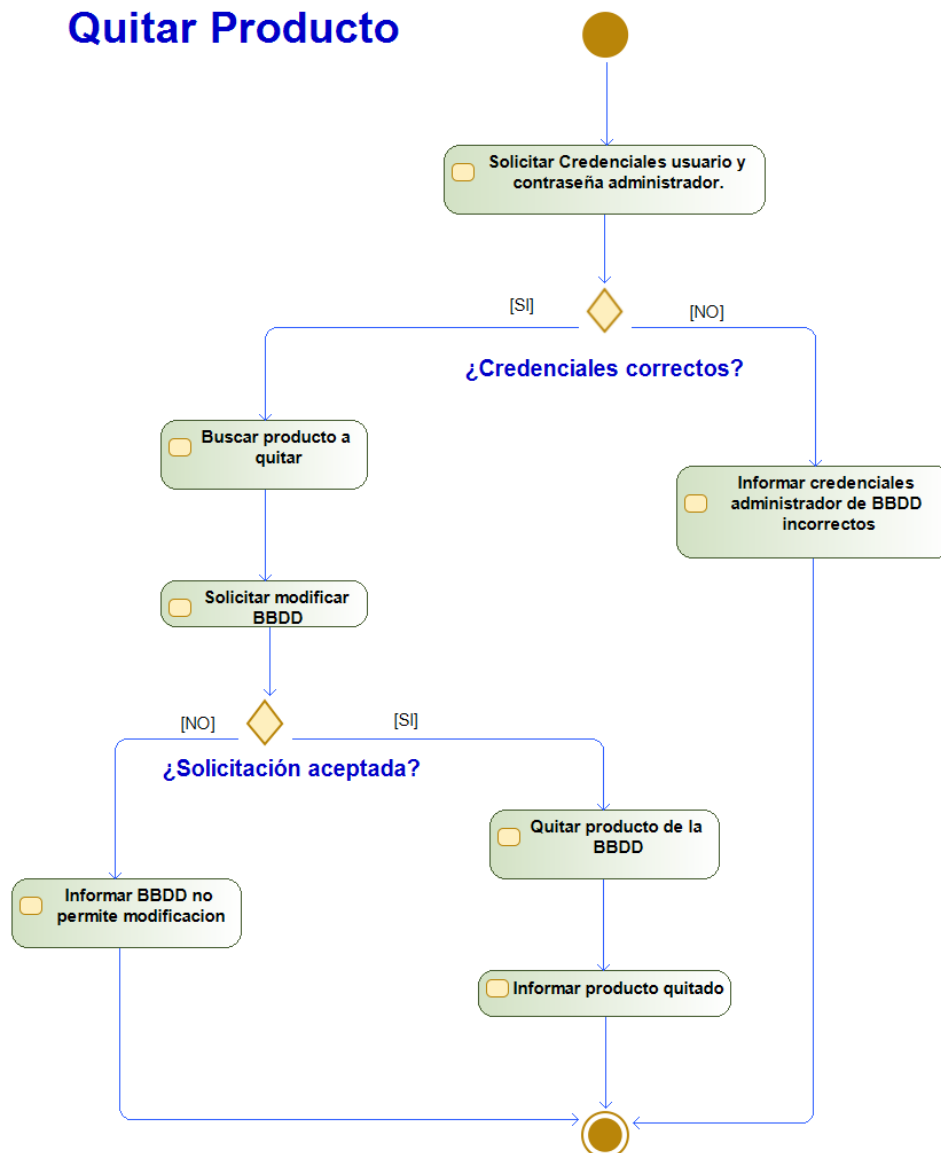 Quitar Producto
Solicitar Credenciales usuario y
contraseña administrador.
[SI]
[NO]
¿Credenciales correctos?
Buscar producto a
quitar
Informar credenciales
administrador de BBDD
incorrectos
Solicitar modificar
BBDD
[NO]
[SI]
¿Solicitación aceptada?
Quitar producto de la
BBDD
Informar BBDD no
permite modificacion
Informar producto quitado